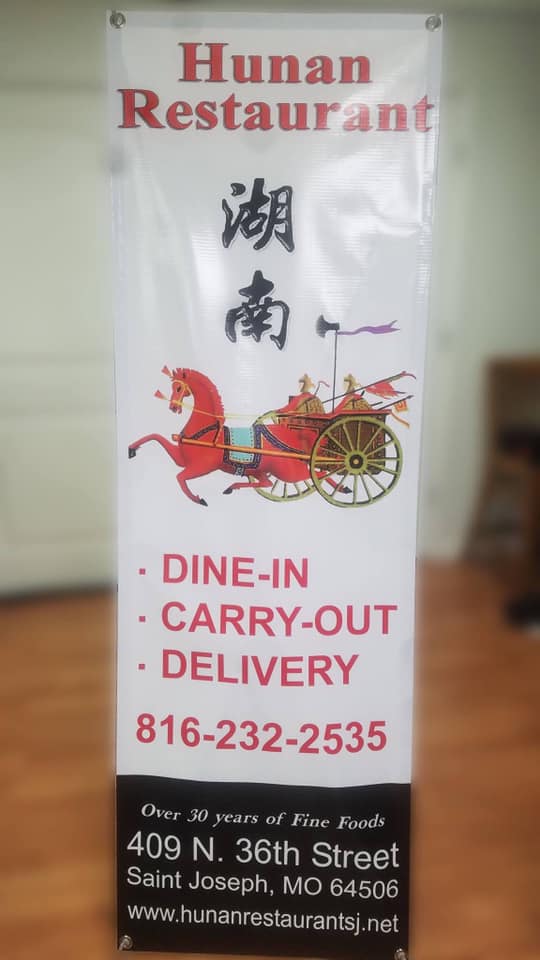 Hunan
Restaurant
湖
南
· DINE-IN
· CARRY-OUT
· DELIVERY
816-232-2535
Over 30 years of Fine Foods
409 N. 36th Street
Saint Joseph, MO 64506
www.hunanrestaurantsj.net